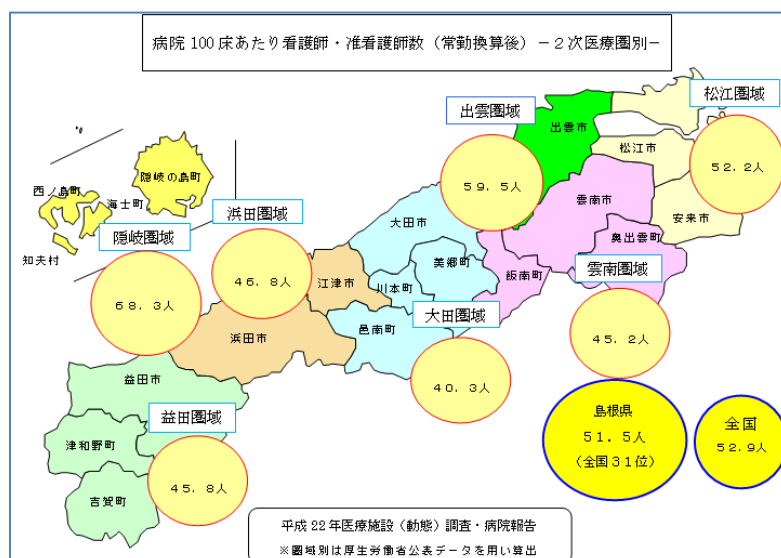 病院100床あたり看護師・准看護師数（常勤換算後）－２次医療圏別－
出雲圏域
松江圏域
出雲市
松江市
５９．５人
５２．２人
隠岐の島町
西ノ島町
海士町
知夫村
隠岐圏域
６８．３人
浜田圏域
４６．８人
大田市
雲南市
安来市
奥出雲町
美郷町
飯南町
江津市
川本町
雲南圏域
４５．２人
大田圏域
邑南町
浜田市
４０．３人
益田市
益田圏域
津和野町
４５．８人
吉賀町
島根県
５１．５人
（全国３１位）
全国
５２．９人
平成22年医療施設（動態）調査・病院報告
※圏域別は厚生労働省公表データを用い算出